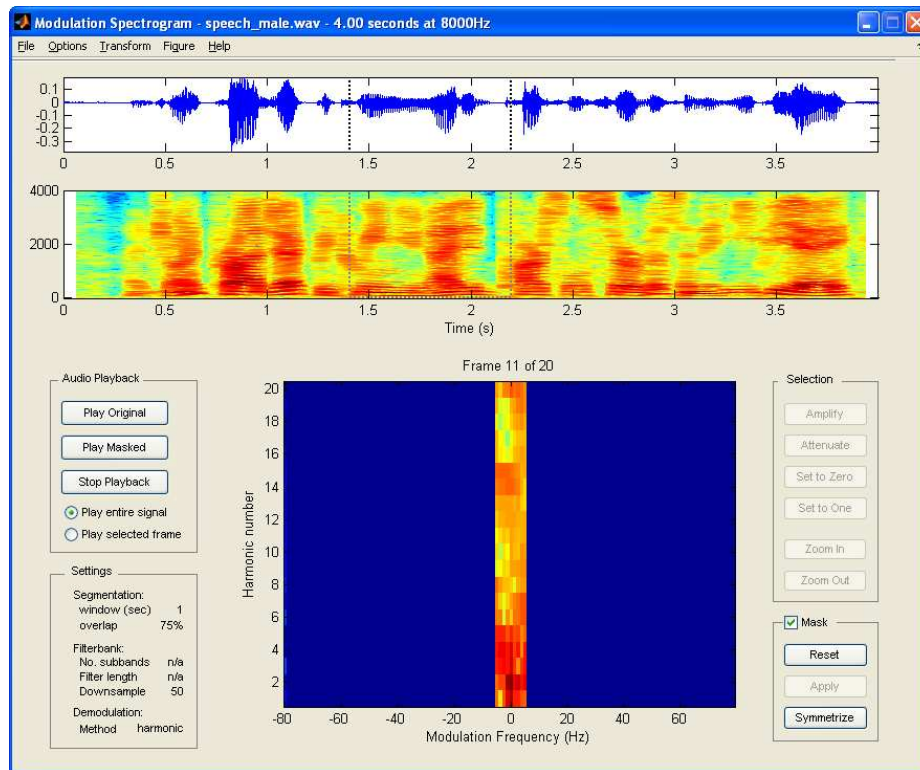 Modulation Spectrogram - speech_male.wav - 4.00 seconds at 8000Hz
File Options Transform Figure Help
0.1
0
-0.1
-0.2
-0.3
0 0.5 1 1.5 2 2.5 3 3.5
4000
2000
0
0 0.5 1 1.5 2 2.5 3 3.5
Time (s)
Audio Playback
Play Original
Play Masked
Stop Playback
Play entire signal
Play selected frame
Settings
Segmentation:
window (sec) 1
overlap 75%
Filterbank:
No. subbands n/a
Filter length n/a
Downsample 50
Demodulation:
Method harmonic
Frame 11 of 20
Harmonic number
20
18
16
14
12
10
8
6
4
2
-80 -60 -40 -20 0 20 40 60
Modulation Frequency (Hz)
Selection
Amplify
Attenuate
Set to Zero
Set to One
Zoom In
Zoom Out
Mask
Reset
Apply
Symmetrize